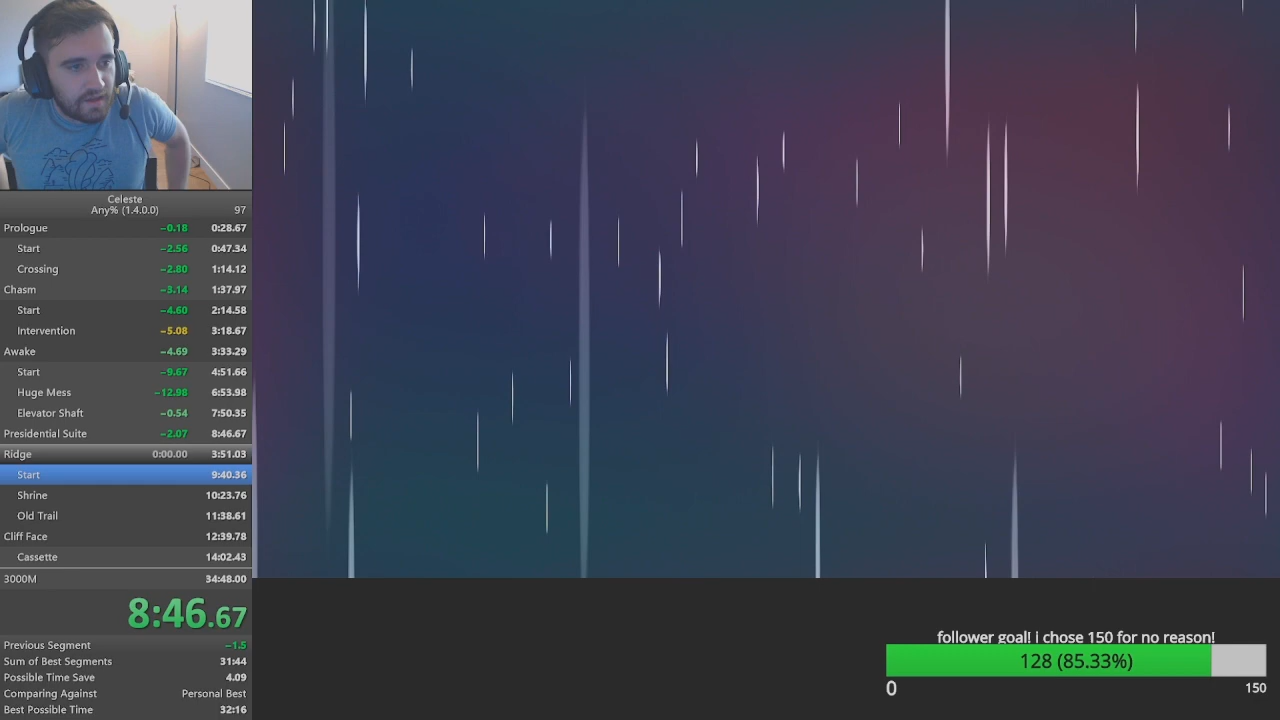 Celeste
Any% (1.4.0.0) 97
Prologue −0.18 0:28.67
Start −2.56 0:47.34
Crossing −2.80 1:14.12
Chasm −3.14 1:37.97
Start −4.60 2:14.58
Intervention −5.08 3:18.67
Awake −4.69 3:33.29
Start −9.67 4:51.66
Huge Mess −12.98 6:53.98
Elevator Shaft −0.54 7:50.35
Presidential Suite −2.07 8:46.67
Ridge 0:00.00 3:51.03
Start 9:40.36
Shrine 10:23.76
Old Trail 11:38.61
Cliff Face 12:39.78
Cassette 14:02.43
3000M 34:48.00
8:46.67
Previous Segment −1.5
Sum of Best Segments 31:44
Possible Time Save 4.09
Comparing Against Personal Best
Best Possible Time 32:16
follower goal! i chose 150 for no reason!
128 (85.33%)
0 150